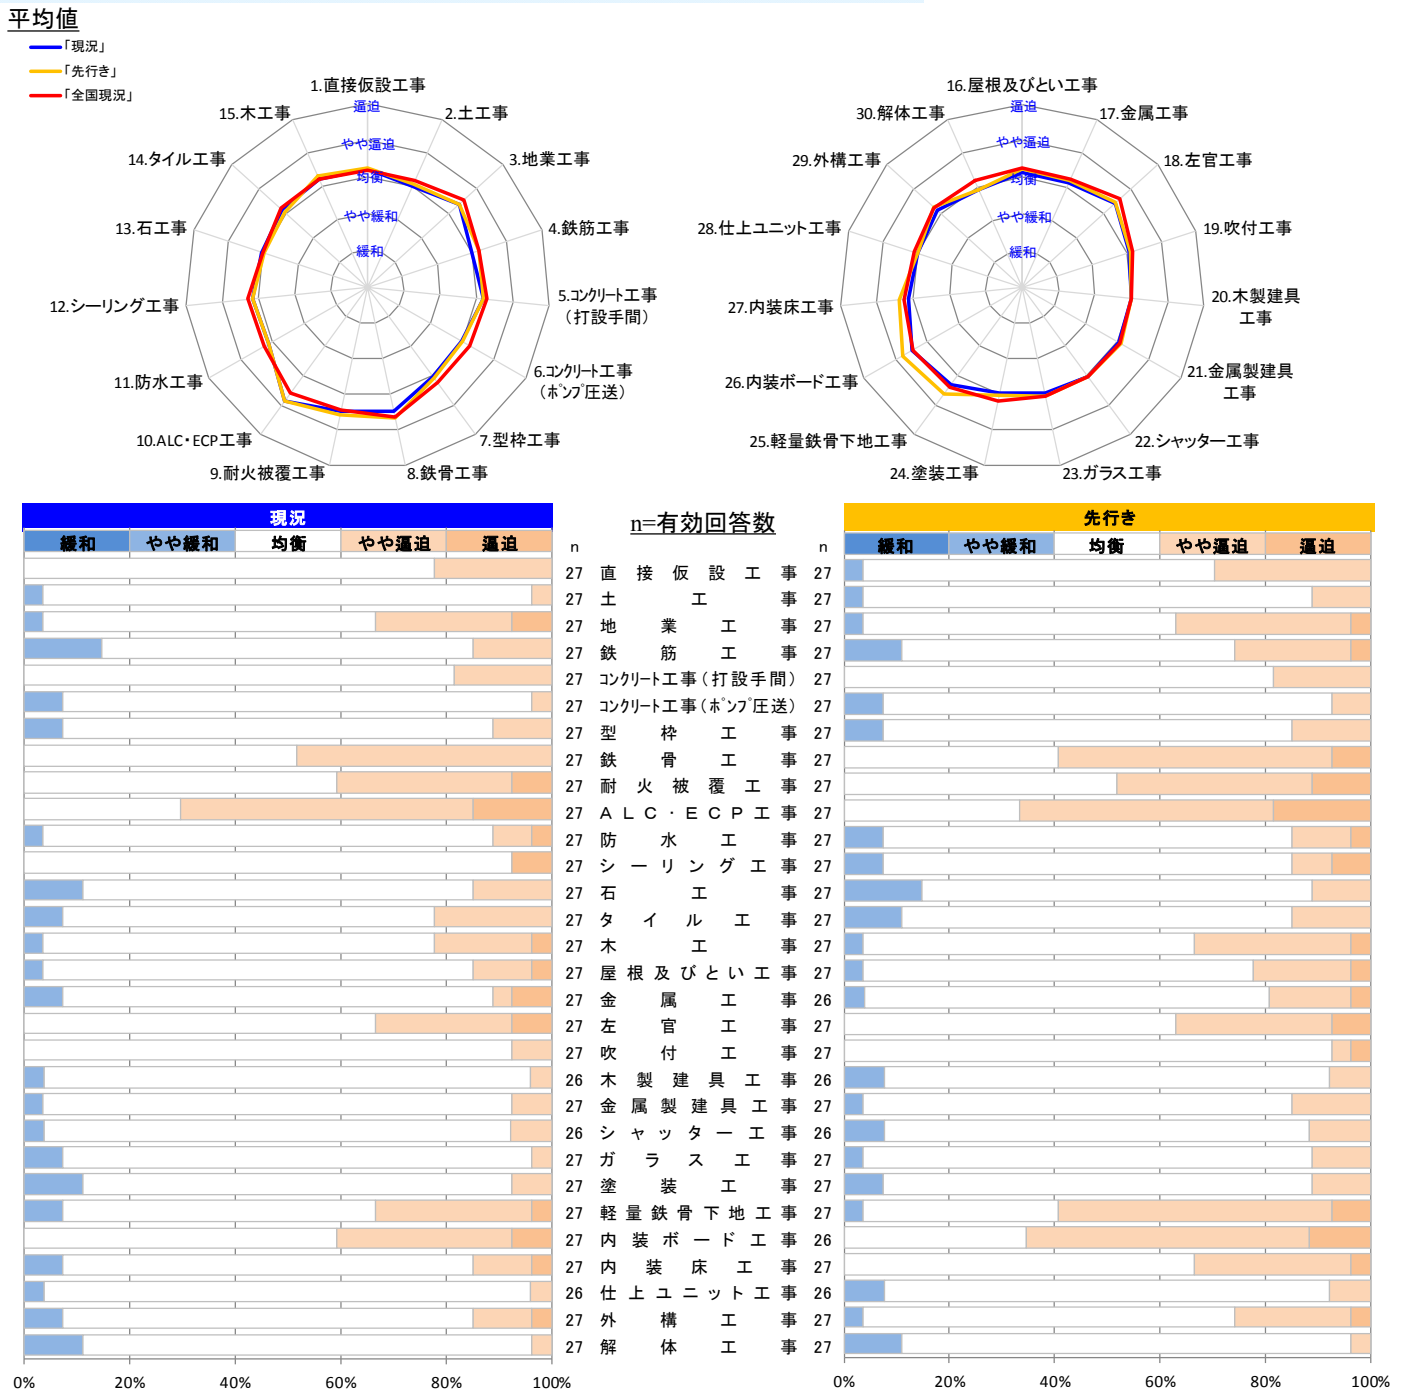 平均値
「現況」
「先行き」
「全国現況」
1.直接仮設工事
2.土工事
3.地業工事
4.鉄筋工事
5.コンクリート工事
（打設手間）
6.コンクリート工事
（ポンプ圧送）
7.型枠工事
8.鉄骨工事
9.耐火被覆工事
10.ALC・ECP工事
11.防水工事
12.シーリング工事
13.石工事
14.タイル工事
15.木工事
逼迫
やや逼迫
均衡
やや緩和
緩和
16.屋根及びとい工事
17.金属工事
18.左官工事
19.吹付工事
20.木製建具
工事
21.金属製建具
工事
22.シャッター工事
23.ガラス工事
24.塗装工事
25.軽量鉄骨下地工事
26.内装ボード工事
27.内装床工事
28.仕上ユニット工事
29.外構工事
30.解体工事
逼迫
やや逼迫
均衡
やや緩和
緩和
現況
n=有効回答数
先行き
緩和 やや緩和 均衡 やや逼迫 逼迫 n n 緩和 やや緩和 均衡 やや逼迫 逼迫
27 直接仮設工事 27
27 土工事 27
27 地業工事 27
27 鉄筋工事 27
27 コンクリート工事（打設手間） 27
27 コンクリート工事（ポンプ圧送） 27
27 型枠工事 27
27 鉄骨工事 27
27 耐火被覆工事 27
27 ＡＬＣ・ＥＣＰ工事 27
27 防水工事 27
27 シーリング工事 27
27 石工事 27
27 タイル工事 27
27 木工事 27
27 屋根及びとい工事 27
27 金属工事 26
27 左官工事 27
27 吹付工事 27
26 木製建具工事 26
27 金属製建具工事 27
26 シャッター工事 26
27 ガラス工事 27
27 塗装工事 27
27 軽量鉄骨下地工事 27
27 内装ボード工事 26
27 内装床工事 27
26 仕上ユニット工事 26
27 外構工事 27
27 解体工事 27
0% 20% 40% 60% 80% 100% 0% 20% 40% 60% 80% 100%